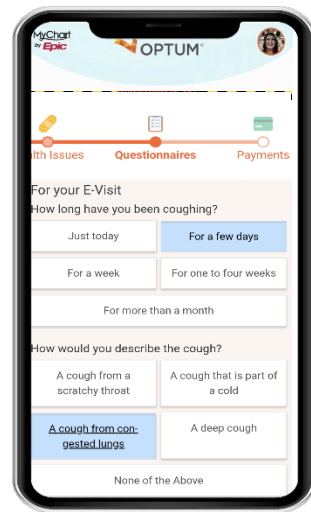 MyChart
by Epic
OPTUM®
lth Issues
Questionnaires
Payments
For your E-Visit
How long have you been coughing?
Just today
For a few days
For a week
For one to four weeks
For more than a month
How would you describe the cough?
A cough from a
scratchy throat
A cough that is part of
a cold
A cough from con-
gested lungs
A deep cough
None of the Above